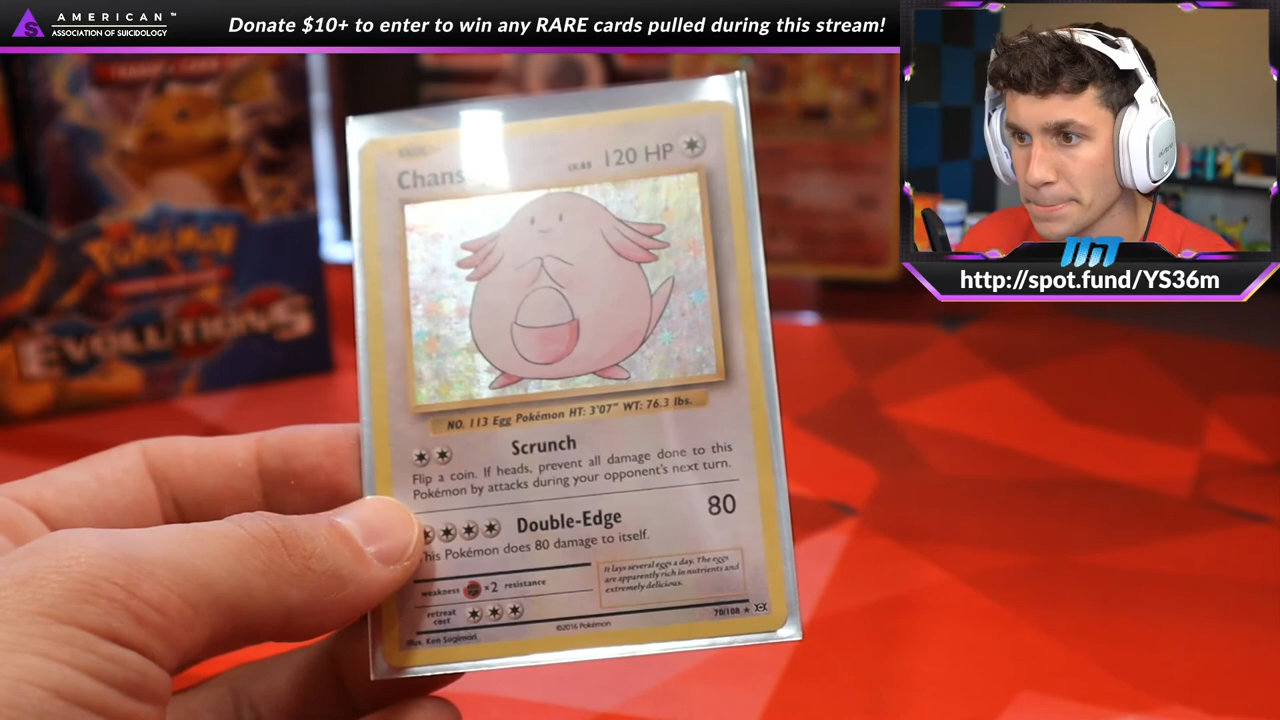 AMERICAN™
ASSOCIATION OF SUICIDOLOGY
Donate $10+ to enter to win any RARE cards pulled during this stream!
http://spot.fund/YS36m
POKÉMON
EVOLUTIONS
120 HP
NO. 113 Egg Pokémon HT: 3'07" WT: 76.3 lbs.
Scrunch
Flip a coin. If heads, prevent all damage done to this
Pokémon by attacks during your opponent's next turn.
Double-Edge 80
This Pokémon does 80 damage to itself.
weakness ×2 resistance
retreat
cost
It lays several eggs a day. The eggs
are apparently rich in nutrients and
extremely delicious.
Illus. Ken Sugimori
©2016 Pokémon
70/108 ★